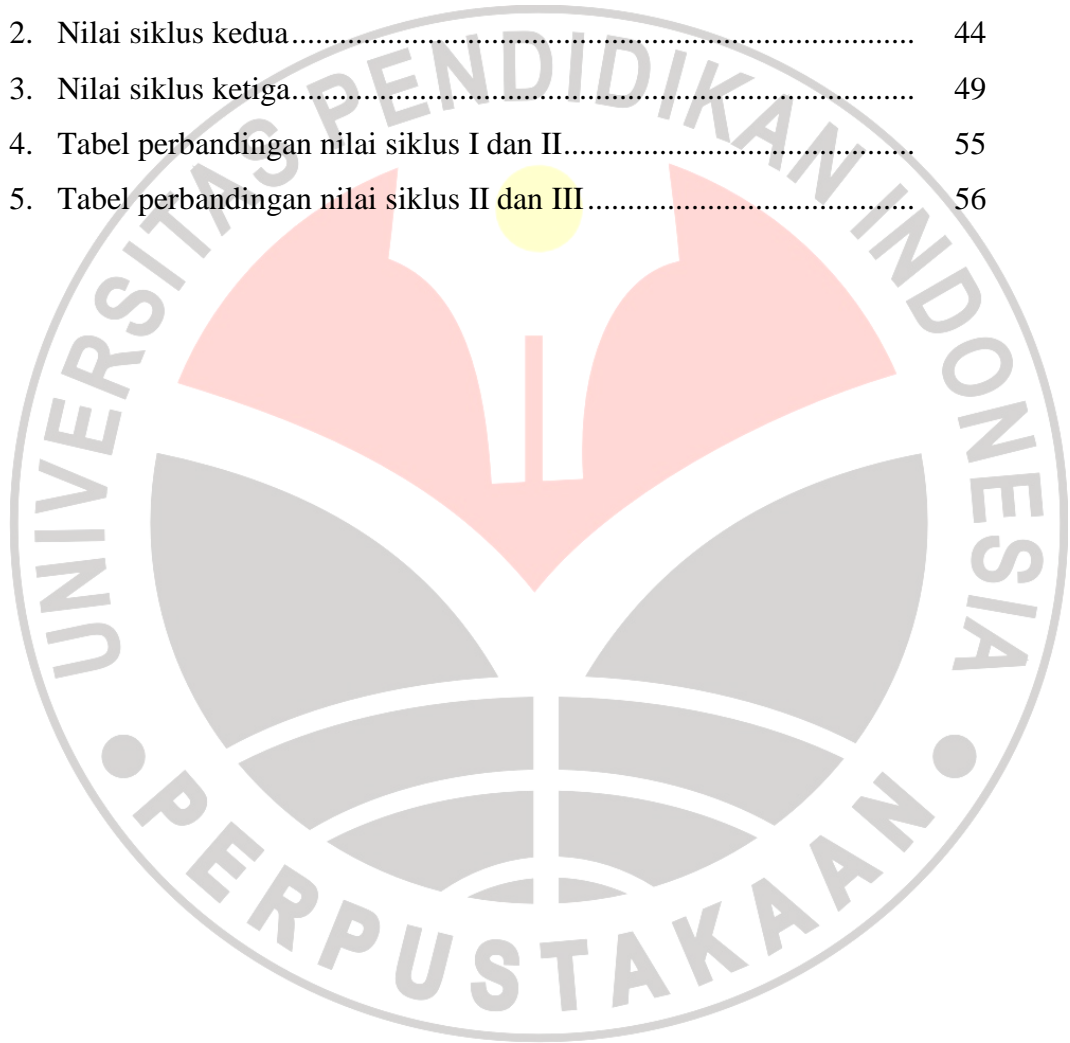 2. Nilai siklus kedua............................................................................... 44
3. Nilai siklus ketiga............................................................................... 49
4. Tabel perbandingan nilai siklus I dan II............................................ 55
5. Tabel perbandingan nilai siklus II dan III......................................... 56
UNIVERSITAS PENDIDIKAN INDONESIA
PERPUSTAKAAN